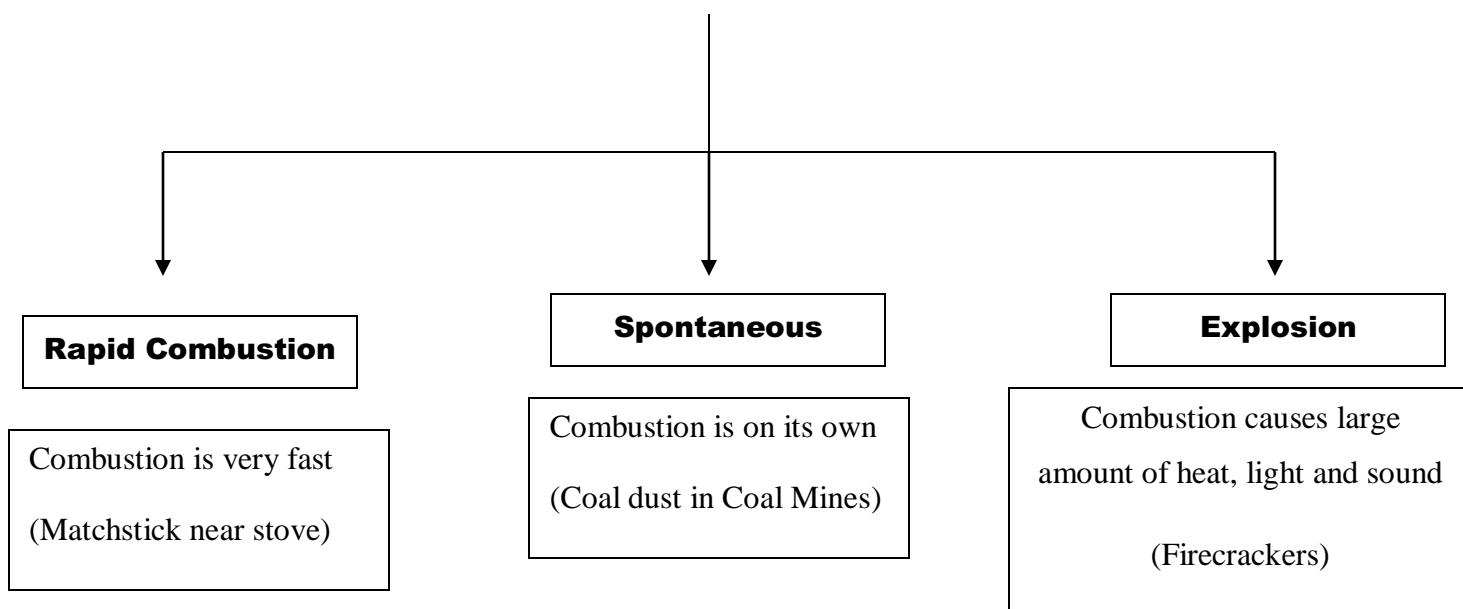 Rapid Combustion
Combustion is very fast
(Matchstick near stove)
Spontaneous
Combustion is on its own
(Coal dust in Coal Mines)
Explosion
Combustion causes large
amount of heat, light and sound
(Firecrackers)